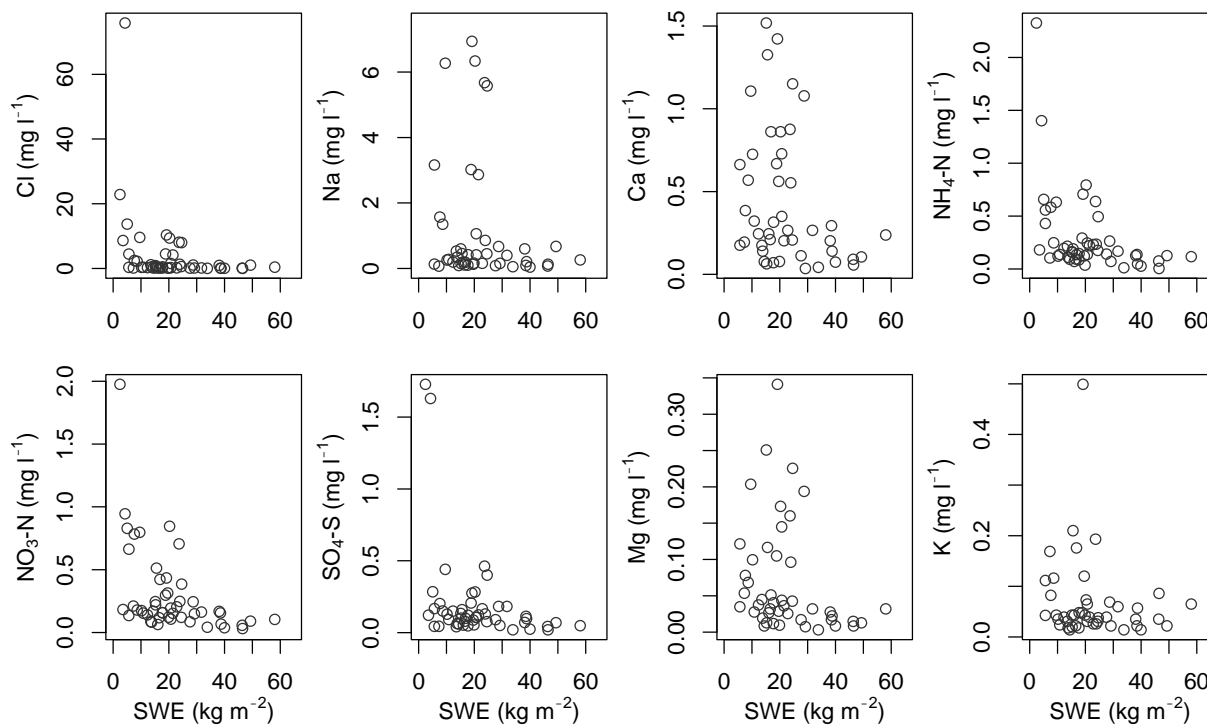 Cl (mg l⁻¹)
0 20 40 60
0 20 40 60
Na (mg l⁻¹)
0 2 4 6
0 20 40 60
Ca (mg l⁻¹)
0.0 0.5 1.0 1.5
0 20 40 60
NH₄-N (mg l⁻¹)
0.0 0.5 1.0 1.5 2.0
0 20 40 60
NO₃-N (mg l⁻¹)
0.0 0.5 1.0 1.5 2.0
0 20 40 60
SWE (kg m⁻²)
SO₄-S (mg l⁻¹)
0.0 0.5 1.0 1.5
0 20 40 60
SWE (kg m⁻²)
Mg (mg l⁻¹)
0.00 0.10 0.20 0.30
0 20 40 60
SWE (kg m⁻²)
K (mg l⁻¹)
0.0 0.2 0.4
0 20 40 60
SWE (kg m⁻²)